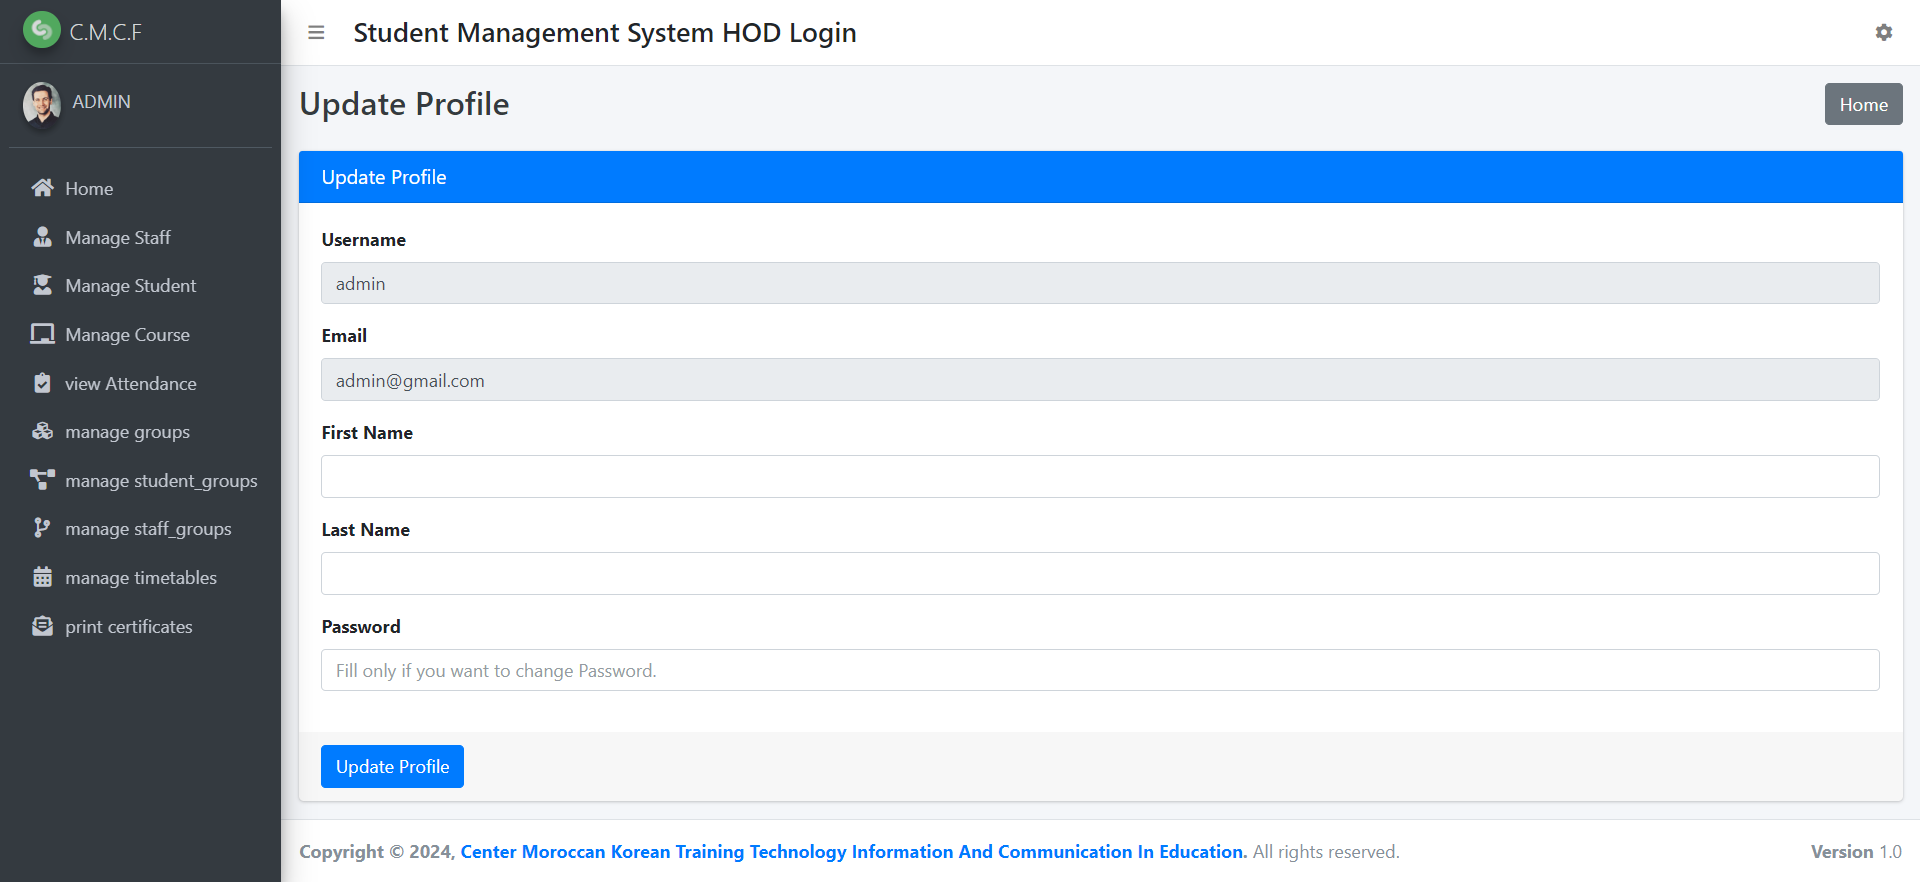 C.M.C.F
ADMIN
Home
Manage Staff
Manage Student
Manage Course
view Attendance
manage groups
manage student_groups
manage staff_groups
manage timetables
print certificates
Student Management System HOD Login
Update Profile
Home
Update Profile
Username
admin
Email
admin@gmail.com
First Name
Last Name
Password
Fill only if you want to change Password.
Update Profile
Copyright © 2024, Center Moroccan Korean Training Technology Information And Communication In Education. All rights reserved.
Version 1.0